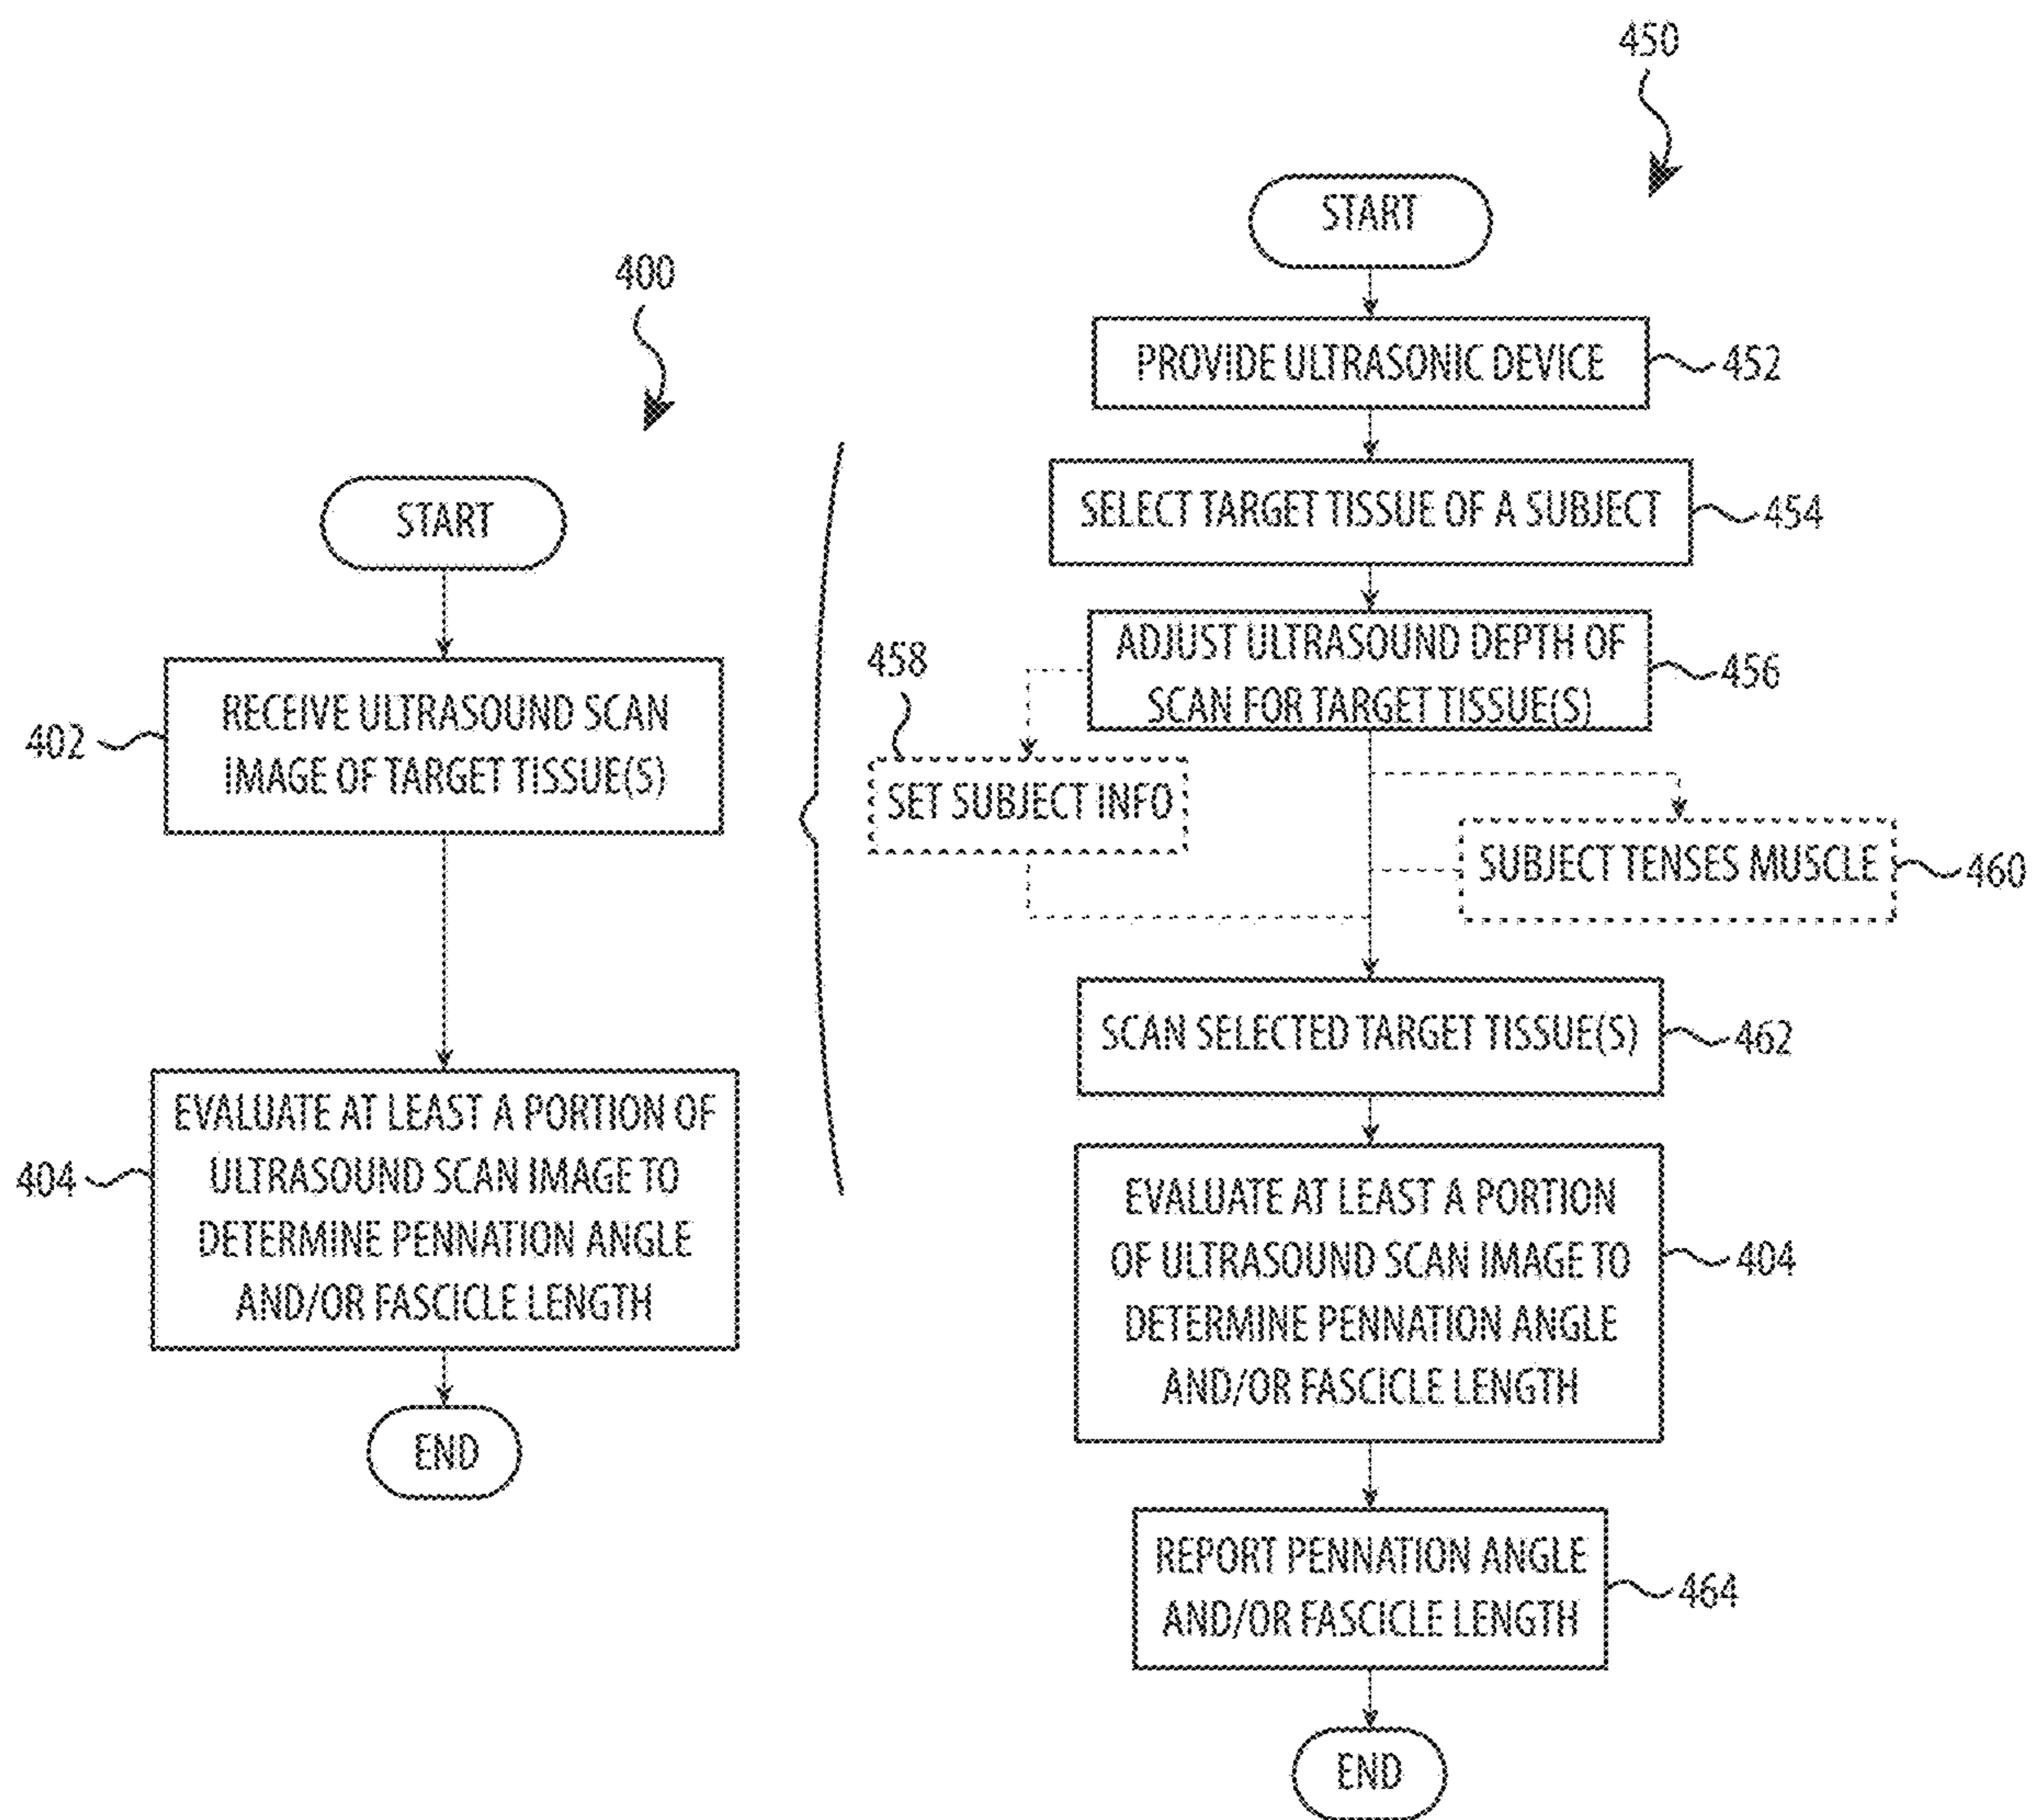 400
START
402
RECEIVE ULTRASOUND SCAN
IMAGE OF TARGET TISSUE(S)
404
EVALUATE AT LEAST A PORTION OF
ULTRASOUND SCAN IMAGE TO
DETERMINE PENNATION ANGLE
AND/OR FASCICLE LENGTH
END
450
START
PROVIDE ULTRASONIC DEVICE
452
SELECT TARGET TISSUE OF A SUBJECT
454
ADJUST ULTRASOUND DEPTH OF
SCAN FOR TARGET TISSUE(S)
456
458
SET SUBJECT INFO
SUBJECT TENSES MUSCLE
460
SCAN SELECTED TARGET TISSUE(S)
462
EVALUATE AT LEAST A PORTION
OF ULTRASOUND SCAN IMAGE TO
DETERMINE PENNATION ANGLE
AND/OR FASCICLE LENGTH
404
REPORT PENNATION ANGLE
AND/OR FASCICLE LENGTH
464
END